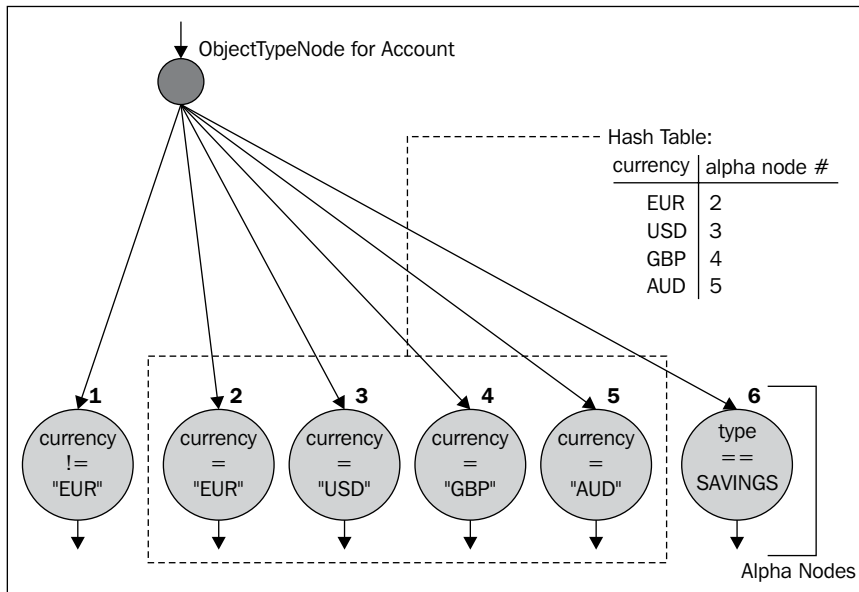 ObjectTypeNode for Account
Hash Table:
currency alpha node #
EUR 2
USD 3
GBP 4
AUD 5
1 2 3 4 5 6
currency
!=
"EUR"
currency
=
"EUR"
currency
=
"USD"
currency
=
"GBP"
currency
=
"AUD"
type
==
SAVINGS
Alpha Nodes